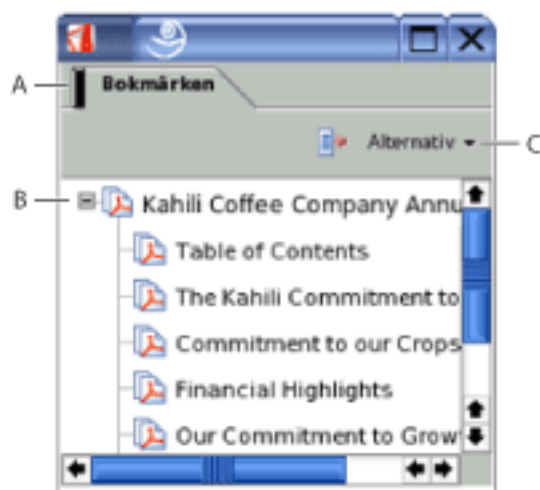 A
Bokmärken
Alternativ
C
B
Kahili Coffee Company Annu
Table of Contents
The Kahili Commitment to
Commitment to our Crops
Financial Highlights
Our Commitment to Grow